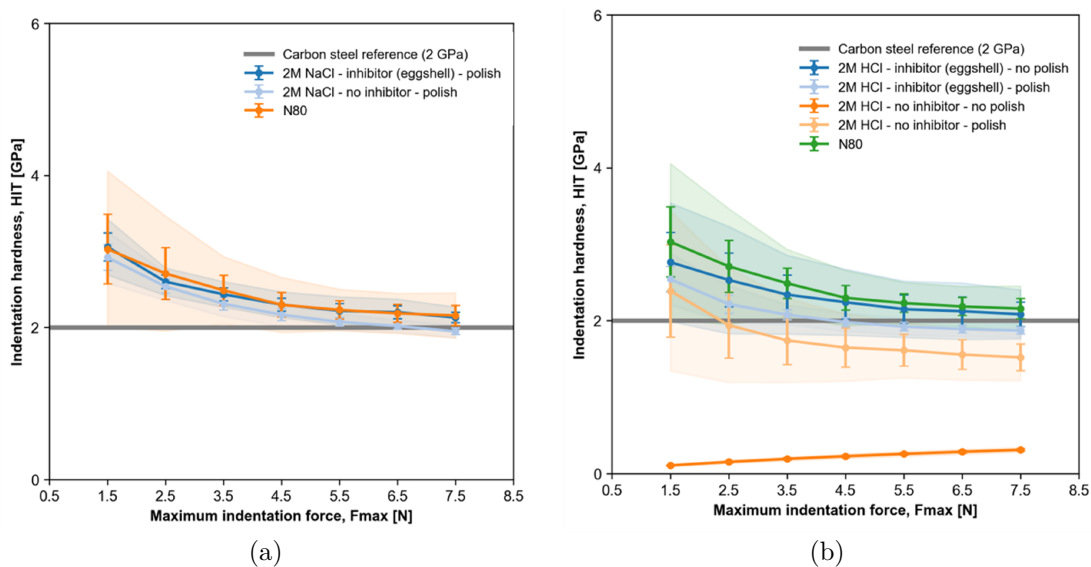 6
Carbon steel reference (2 GPa)
2M NaCl - inhibitor (eggshell) - polish
2M NaCl - no inhibitor - polish
N80
4
2
0
Indentation hardness, HIT [GPa]
0.5 1.5 2.5 3.5 4.5 5.5 6.5 7.5 8.5
Maximum indentation force, Fmax [N]
(a)
6
Carbon steel reference (2 GPa)
2M HCl - inhibitor (eggshell) - no polish
2M HCl - inhibitor (eggshell) - polish
2M HCl - no inhibitor - no polish
2M HCl - no inhibitor - polish
N80
4
2
0
Indentation hardness, HIT [GPa]
0.5 1.5 2.5 3.5 4.5 5.5 6.5 7.5 8.5
Maximum indentation force, Fmax [N]
(b)